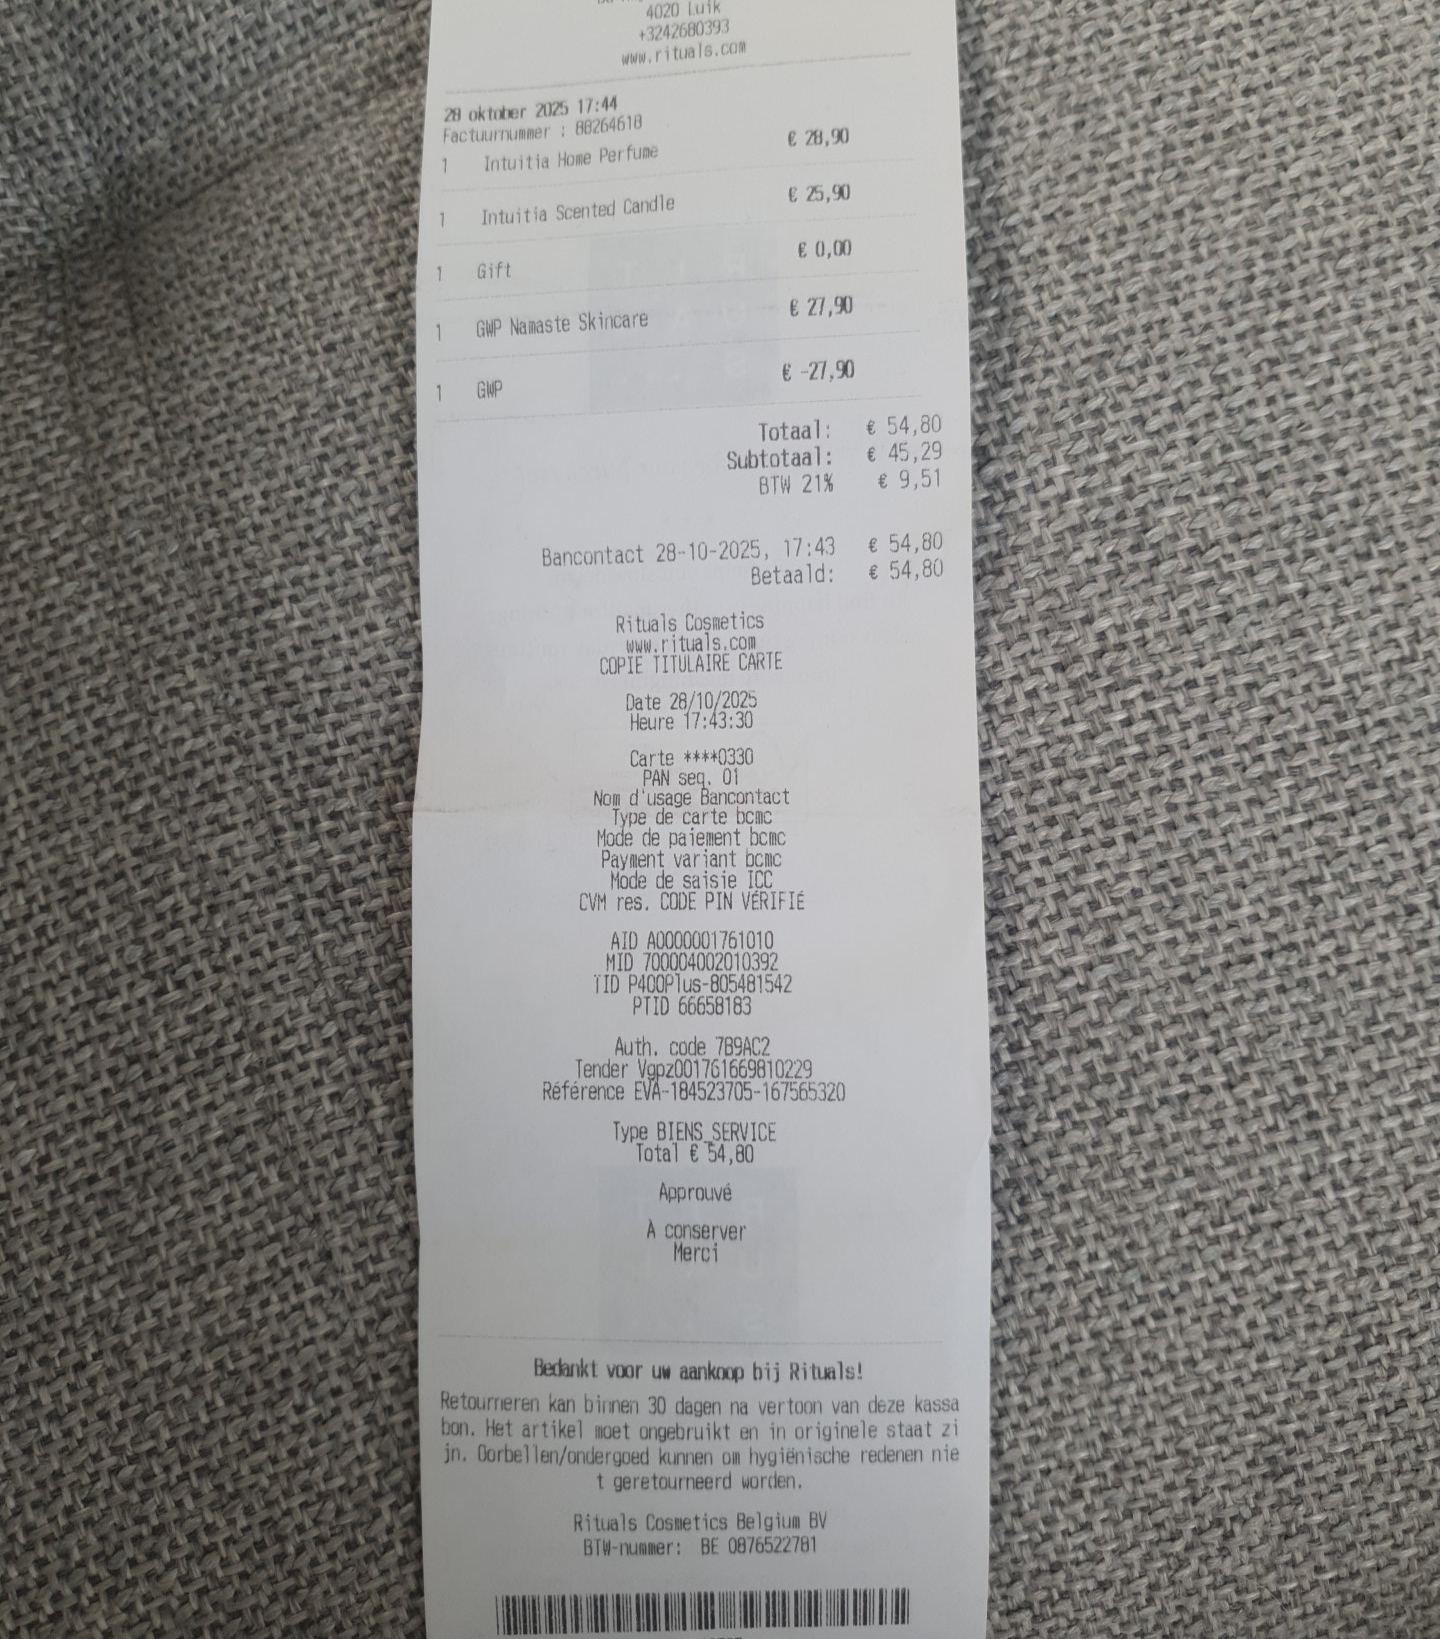 4020 Luik
+3242680393
www.rituals.com
28 oktober 2025 17:44
Factuurnummer : 88264618
1 Intuitia Home Perfume € 28,90
1 Intuitia Scented Candle € 25,90
1 Gift € 0,00
1 GWP Namaste Skincare € 27,90
1 GWP € -27,90
Totaal: € 54,80
Subtotaal: € 45,29
BTW 21% € 9,51
Bancontact 28-10-2025, 17:43 € 54,80
Betaald: € 54,80
Rituals Cosmetics
www.rituals.com
COPIE TITULAIRE CARTE
Date 28/10/2025
Heure 17:43:30
Carte ****0330
PAN seq. 01
Nom d'usage Bancontact
Type de carte bcmc
Mode de paiement bcmc
Payment variant bcmc
Mode de saisie ICC
CVM res. CODE PIN VÉRIFIÉ
AID A0000001761010
MID 700004002010392
TID P400Plus-805481542
PTID 66658183
Auth. code 7B9AC2
Tender Vgpz001761669810229
Référence EVA-184523705-167565320
Type BIENS_SERVICE
Total € 54,80
Approuvé
À conserver
Merci
Bedankt voor uw aankoop bij Rituals!
Retourneren kan binnen 30 dagen na vertoon van deze kassa
bon. Het artikel moet ongebruikt en in originele staat zi
jn. Oorbellen/ondergoed kunnen om hygiënische redenen nie
t geretourneerd worden.
Rituals Cosmetics Belgium BV
BTW-nummer: BE 0876522781